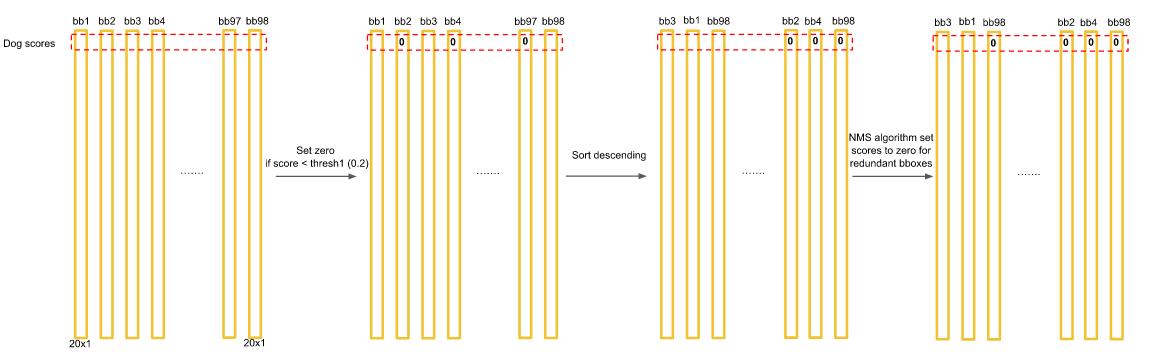 bb1 bb2 bb3 bb4 bb97 bb98
bb1 bb2 bb3 bb4 bb97 bb98
bb3 bb1 bb98 bb2 bb4 bb98
bb3 bb1 bb98 bb2 bb4 bb98
Dog scores
0 0 0
0 0 0
0 0 0 0
Set zero
if score < thresh1 (0.2)
Sort descending
NMS algorithm set
scores to zero for
redundant bboxes
.......
.......
.......
.......
20x1 20x1